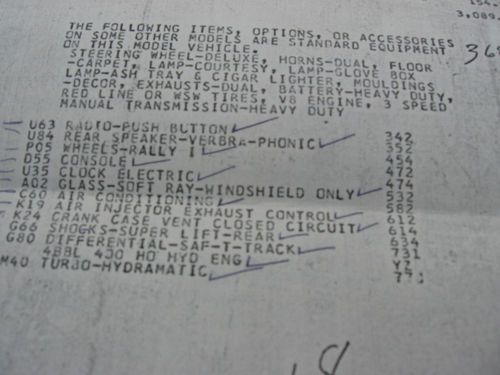 154.
3,089
THE FOLLOWING ITEMS, OPTIONS, OR ACCESSORIES
ON SOME OTHER MODELS ARE STANDARD EQUIPMENT
ON THIS MODEL VEHICLE.
STEERING WHEEL-DELUXE, HORNS-DUAL, FLOOR
-CARPET, LAMP-COURTESY, LAMP-GLOVE BOX
LAMP-ASH TRAY & CIGAR LIGHTER, MOULDINGS
-DECOR, EXHAUSTS-DUAL, BATTERY-HEAVY DUTY,
RED LINE OR WSW TIRES, V8 ENGINE, 3 SPEED
MANUAL TRANSMISSION-HEAVY DUTY
U63 RADIO-PUSH BUTTON 342
U84 REAR SPEAKER-VERBRA-PHONIC 352
P05 WHEELS-RALLY I 454
D55 CONSOLE 472
U35 CLOCK ELECTRIC 474
A02 GLASS-SOFT RAY-WINDSHIELD ONLY 532
C60 AIR CONDITIONING 582
K19 AIR INJECTOR EXHAUST CONTROL 612
K24 CRANK CASE VENT CLOSED CIRCUIT 614
G66 SHOCKS-SUPER LIFT-REAR 634
G80 DIFFERENTIAL-SAF-T-TRACK 731
4BBL 400 HO HYD ENG
M40 TURBO-HYDRAMATIC